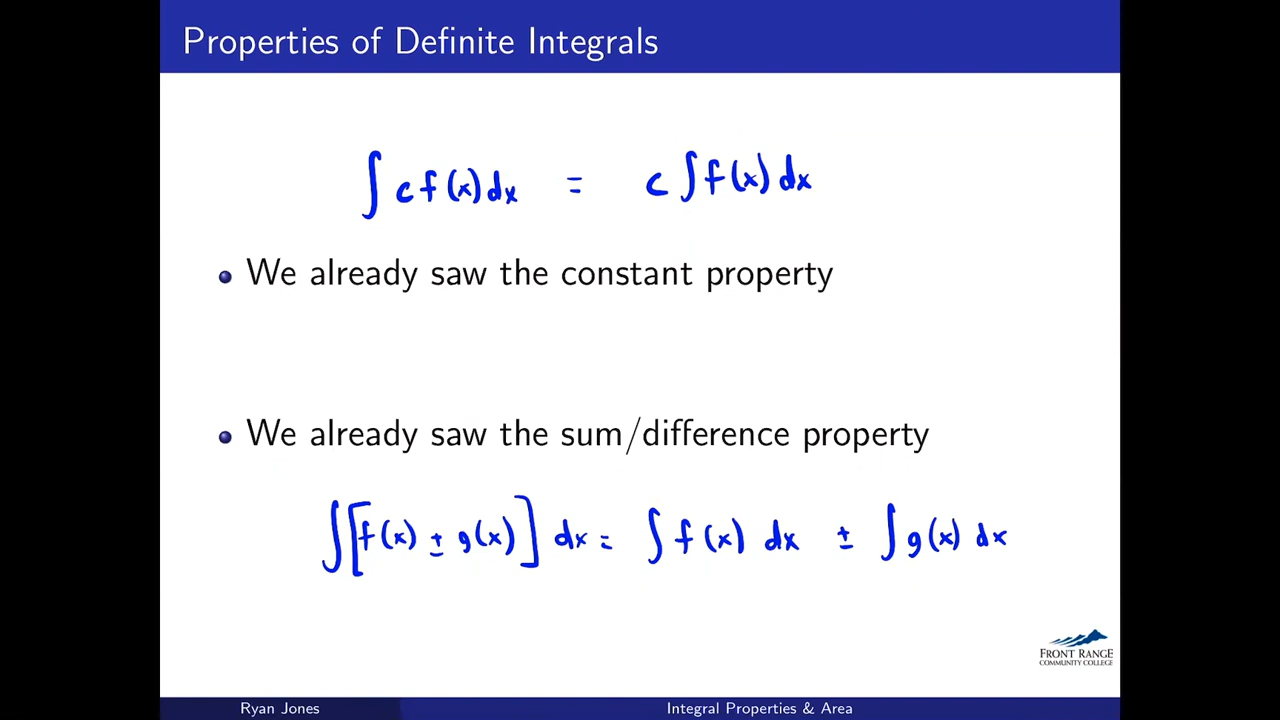 Properties of Definite Integrals
∫ c f(x) dx = c ∫ f(x) dx
We already saw the constant property
We already saw the sum/difference property
∫ [f(x) ± g(x)] dx = ∫ f(x) dx ± ∫ g(x) dx
FRONT RANGE
COMMUNITY COLLEGE
Ryan Jones Integral Properties & Area